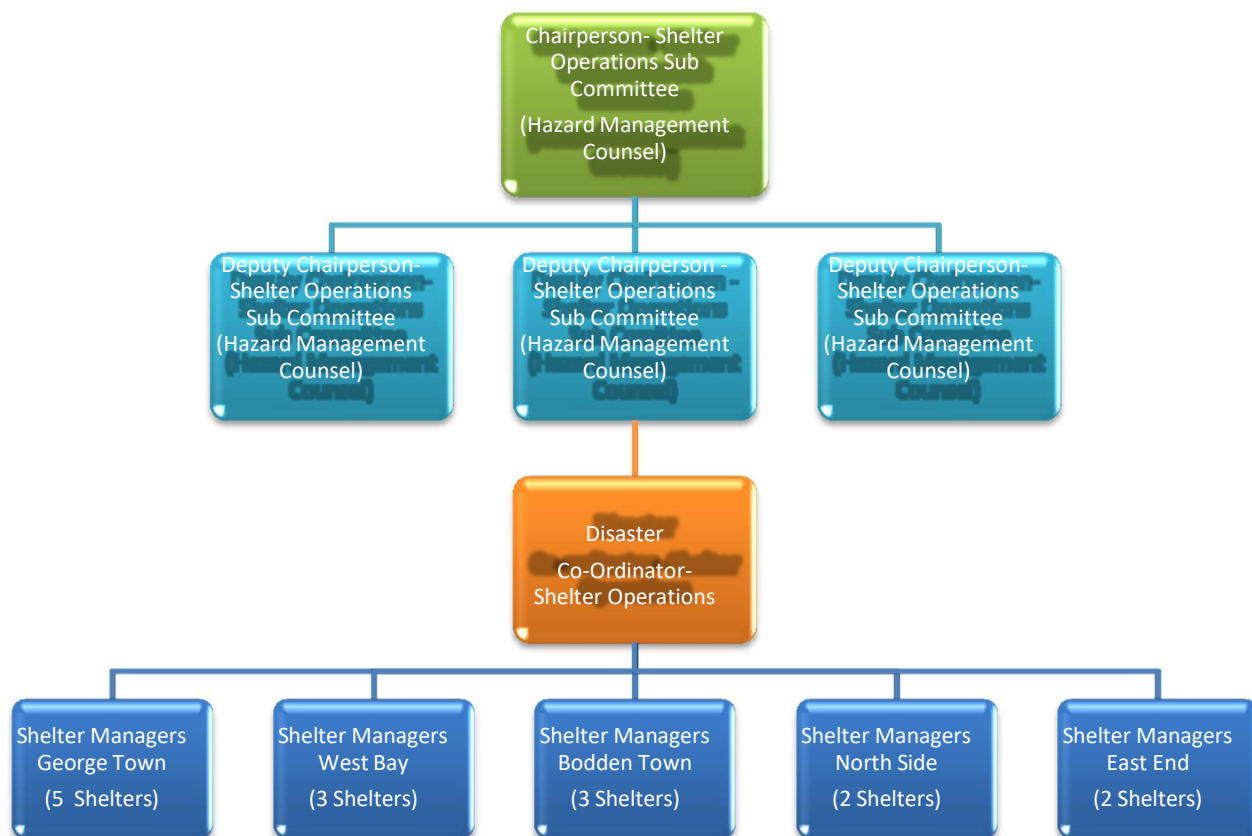 Chairperson- Shelter
Operations Sub
Committee
(Hazard Management
Counsel)
Deputy Chairperson-
Shelter Operations
Sub Committee
(Hazard Management
Counsel)
Deputy Chairperson -
Shelter Operations
Sub Committee
(Hazard Management
Counsel)
Deputy Chairperson-
Shelter Operations
Sub Committee
(Hazard Management
Counsel)
Disaster
Co-Ordinator-
Shelter Operations
Shelter Managers
George Town
(5 Shelters)
Shelter Managers
West Bay
(3 Shelters)
Shelter Managers
Bodden Town
(3 Shelters)
Shelter Managers
North Side
(2 Shelters)
Shelter Managers
East End
(2 Shelters)